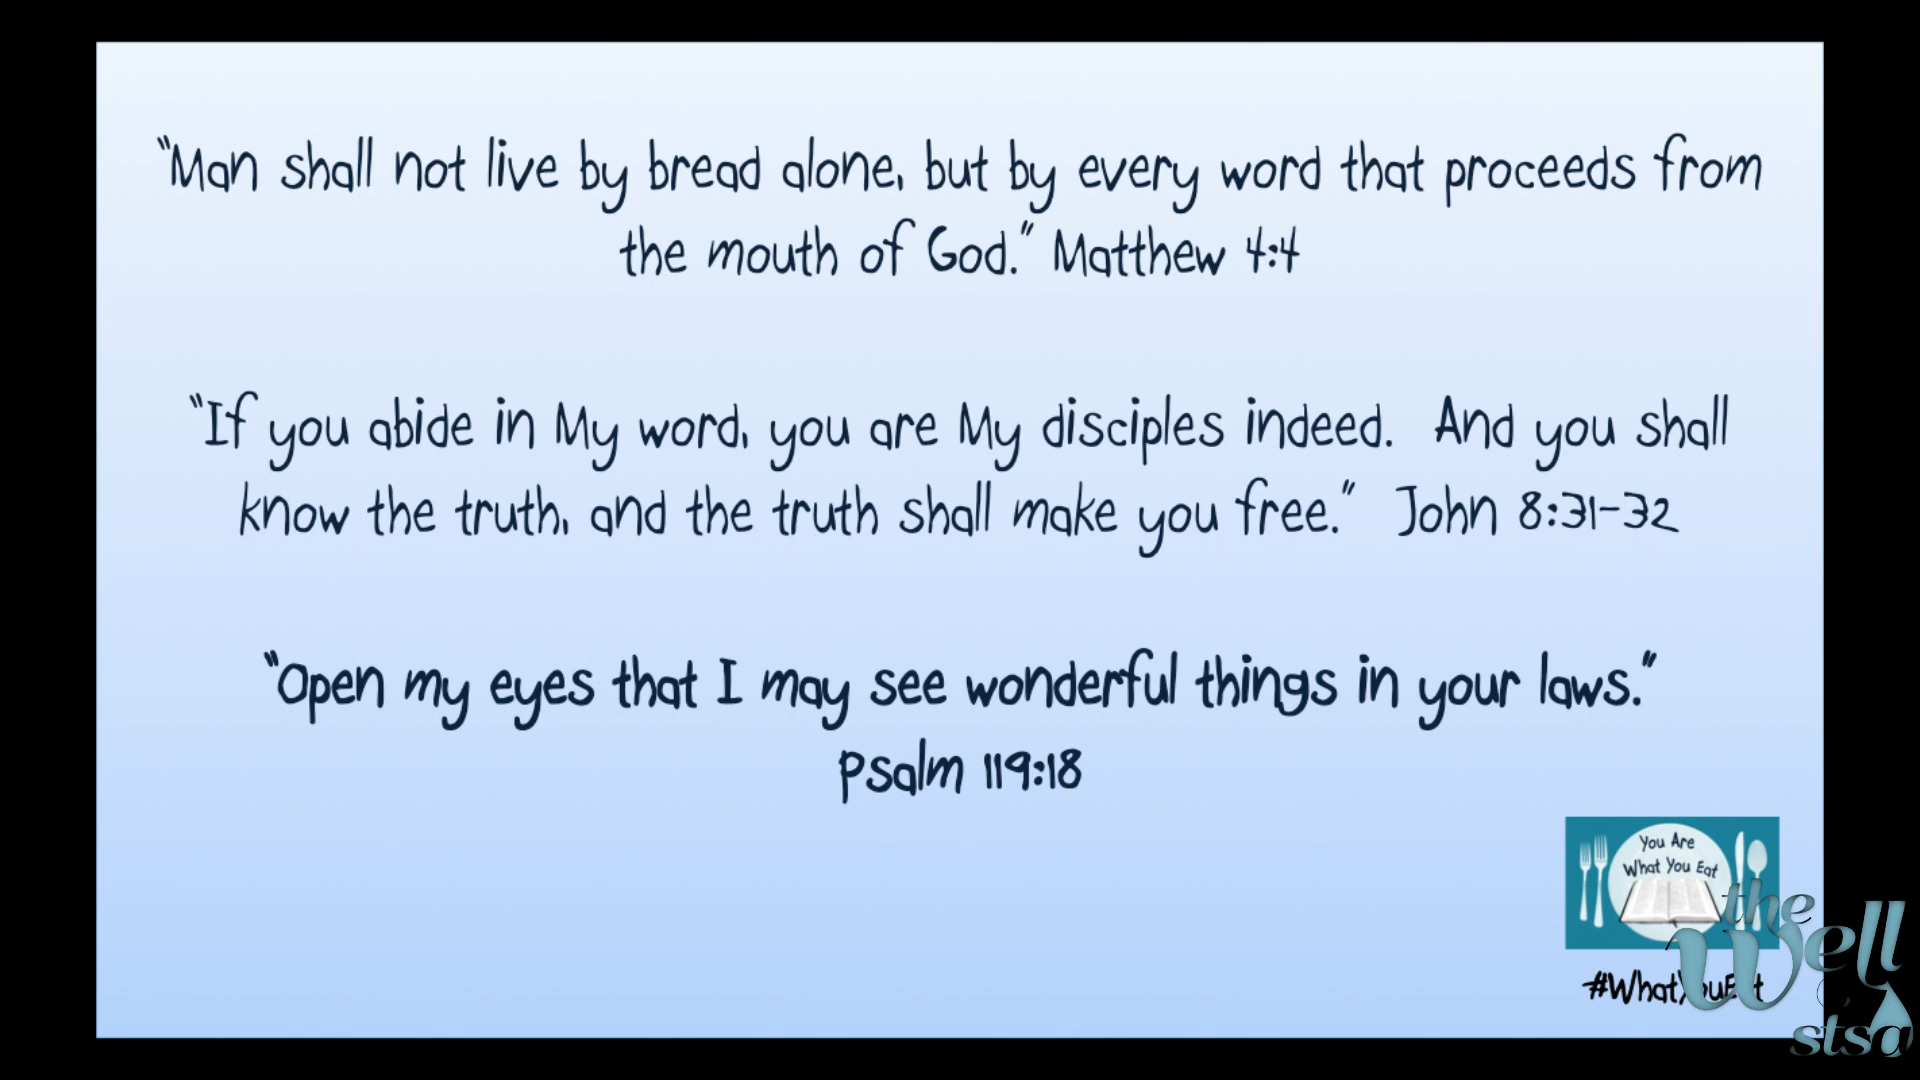 “Man shall not live by bread alone, but by every word that proceeds from
the mouth of God.” Matthew 4:4
“If you abide in My word, you are My disciples indeed.  And you shall
know the truth, and the truth shall make you free.”  John 8:31-32
“Open my eyes that I may see wonderful things in your laws.”
Psalm 119:18
You Are
What You Eat
#WhatYouEat
the
well
stsa